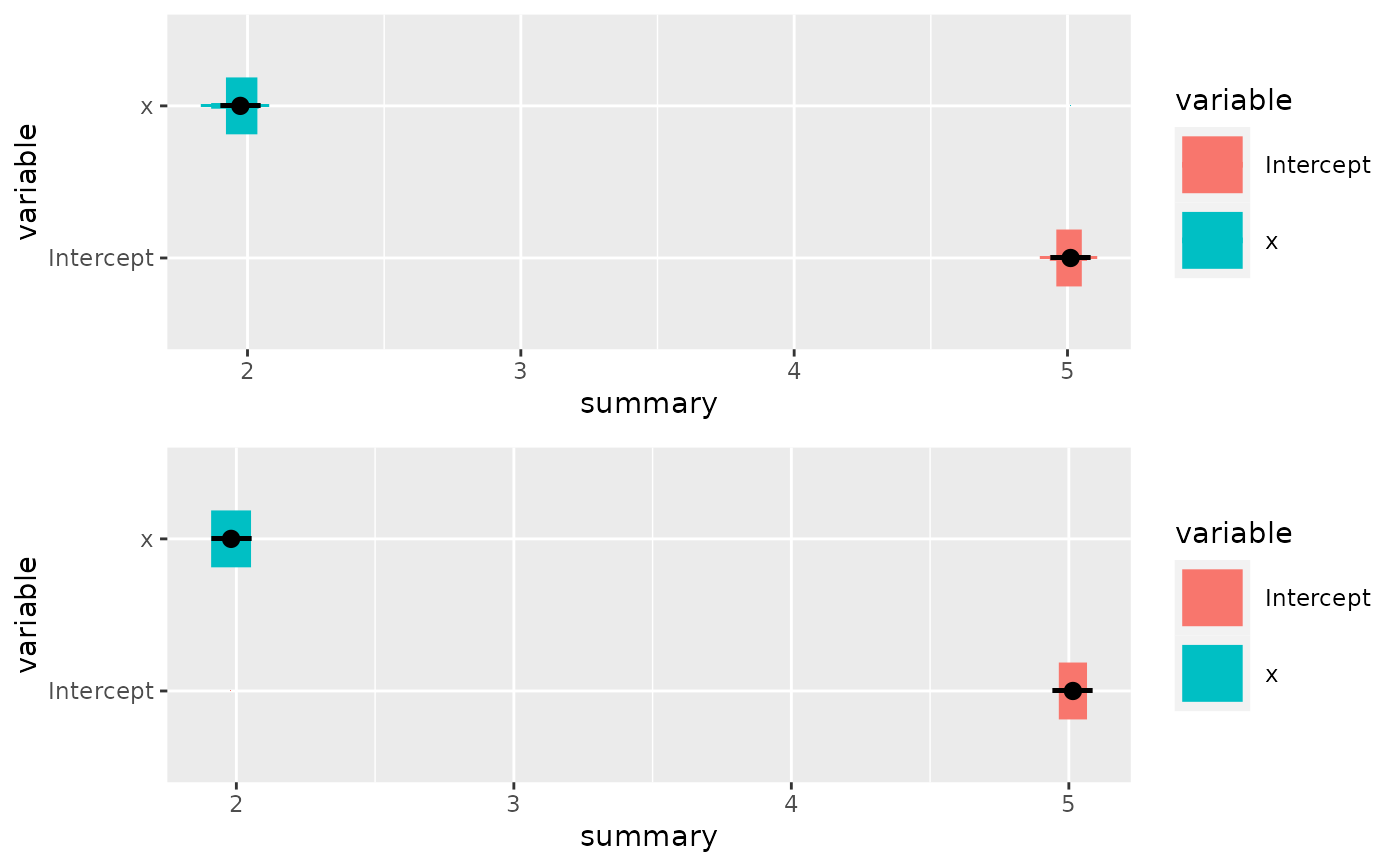 variable
x
Intercept
2 3 4 5
summary
variable
Intercept
x
variable
x
Intercept
2 3 4 5
summary
variable
Intercept
x